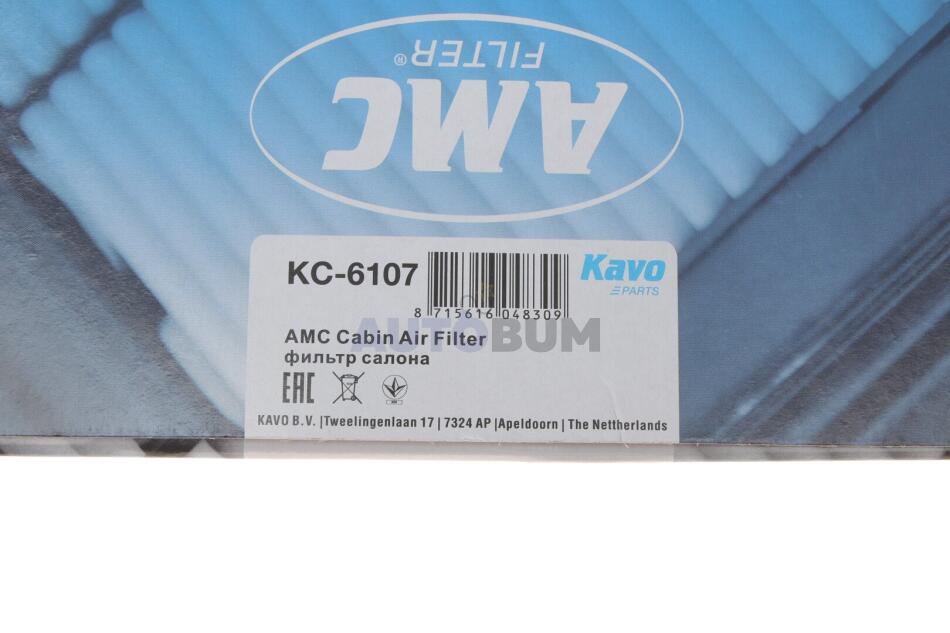 AMC
FILTER®
KC-6107
8 715616 048309
Kavo
PARTS
AMC Cabin Air Filter
фильтр салона
AUTOBUM
EAC
KAVO B.V. |Tweelingenlaan 17 | 7324 AP |Apeldoorn | The Nettherlands